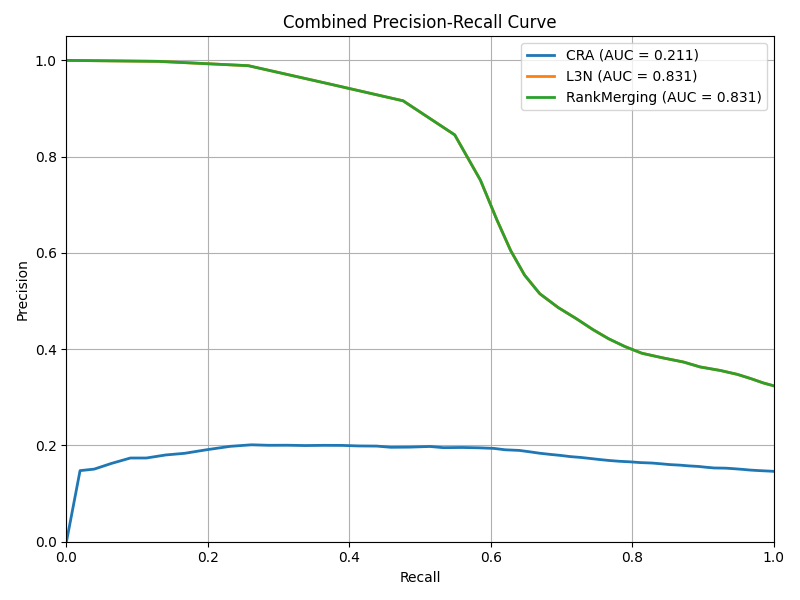 Combined Precision-Recall Curve
CRA (AUC = 0.211)
L3N (AUC = 0.831)
RankMerging (AUC = 0.831)
1.0
0.8
0.6
0.4
0.2
0.0
Precision
0.0 0.2 0.4 0.6 0.8 1.0
Recall